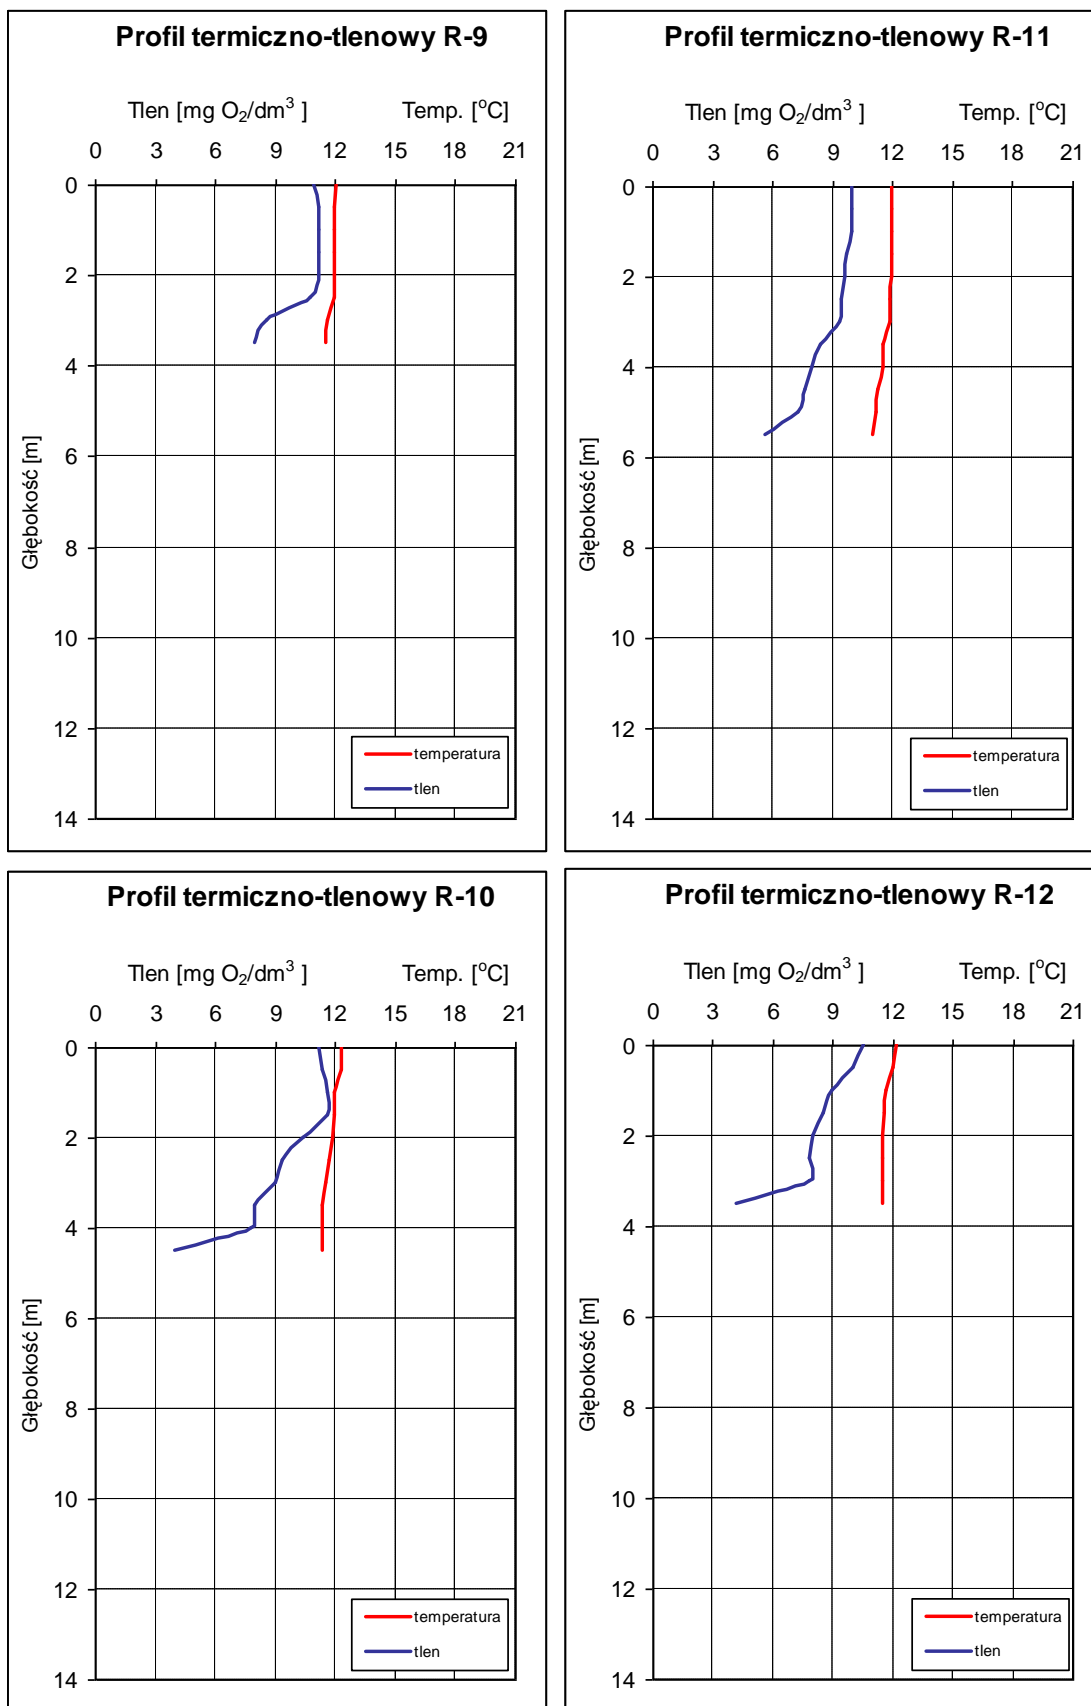 Profil termiczno-tlenowy R-9
Tlen [mg O₂/dm³ ] Temp. [°C]
0 3 6 9 12 15 18 21
0
2
4
6
8
10
12
14
Głębokość [m]
temperatura
tlen
Profil termiczno-tlenowy R-11
Tlen [mg O₂/dm³ ] Temp. [°C]
0 3 6 9 12 15 18 21
0
2
4
6
8
10
12
14
Głębokość [m]
temperatura
tlen
Profil termiczno-tlenowy R-10
Tlen [mg O₂/dm³ ] Temp. [°C]
0 3 6 9 12 15 18 21
0
2
4
6
8
10
12
14
Głębokość [m]
temperatura
tlen
Profil termiczno-tlenowy R-12
Tlen [mg O₂/dm³ ] Temp. [°C]
0 3 6 9 12 15 18 21
0
2
4
6
8
10
12
14
Głębokość [m]
temperatura
tlen